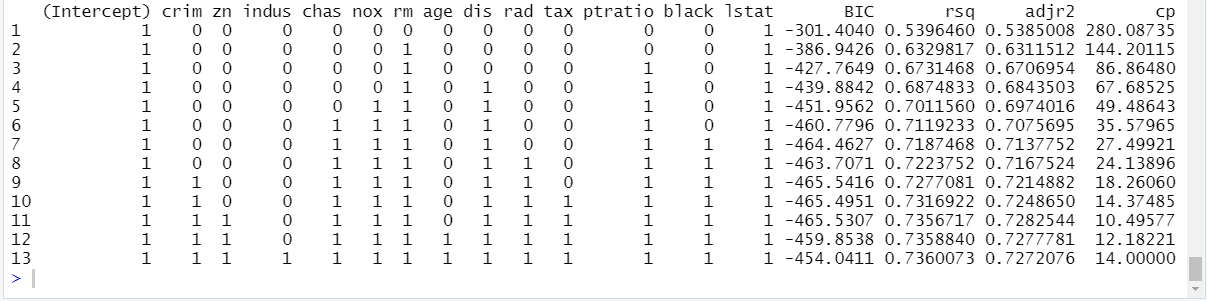 (Intercept) crim zn indus chas nox rm age dis rad tax ptratio black lstat BIC rsq adjr2 cp
1 1 0 0 0 0 0 0 0 0 0 0 0 0 1 -301.4040 0.5396460 0.5385008 280.08735
2 1 0 0 0 0 0 1 0 0 0 0 0 0 1 -386.9426 0.6329817 0.6311512 144.20115
3 1 0 0 0 0 0 1 0 0 0 0 1 0 1 -427.7649 0.6731468 0.6706954 86.86480
4 1 0 0 0 0 0 1 0 1 0 0 1 0 1 -439.8842 0.6874833 0.6843503 67.68525
5 1 0 0 0 0 1 1 0 1 0 0 1 0 1 -451.9562 0.7011560 0.6974016 49.48643
6 1 0 0 0 1 1 1 0 1 0 0 1 0 1 -460.7796 0.7119233 0.7075695 35.57965
7 1 0 0 0 1 1 1 0 1 0 0 1 1 1 -464.4627 0.7187468 0.7137752 27.49921
8 1 0 0 0 1 1 1 0 1 1 0 1 1 1 -463.7071 0.7223752 0.7167524 24.13896
9 1 1 0 0 1 1 1 0 1 1 0 1 1 1 -465.5416 0.7277081 0.7214882 18.26060
10 1 1 0 0 1 1 1 0 1 1 1 1 1 1 -465.4951 0.7316922 0.7248650 14.37485
11 1 1 1 0 1 1 1 0 1 1 1 1 1 1 -465.5307 0.7356717 0.7282544 10.49577
12 1 1 1 0 1 1 1 1 1 1 1 1 1 1 -459.8538 0.7358840 0.7277781 12.18221
13 1 1 1 1 1 1 1 1 1 1 1 1 1 1 -454.0411 0.7360073 0.7272076 14.00000
>